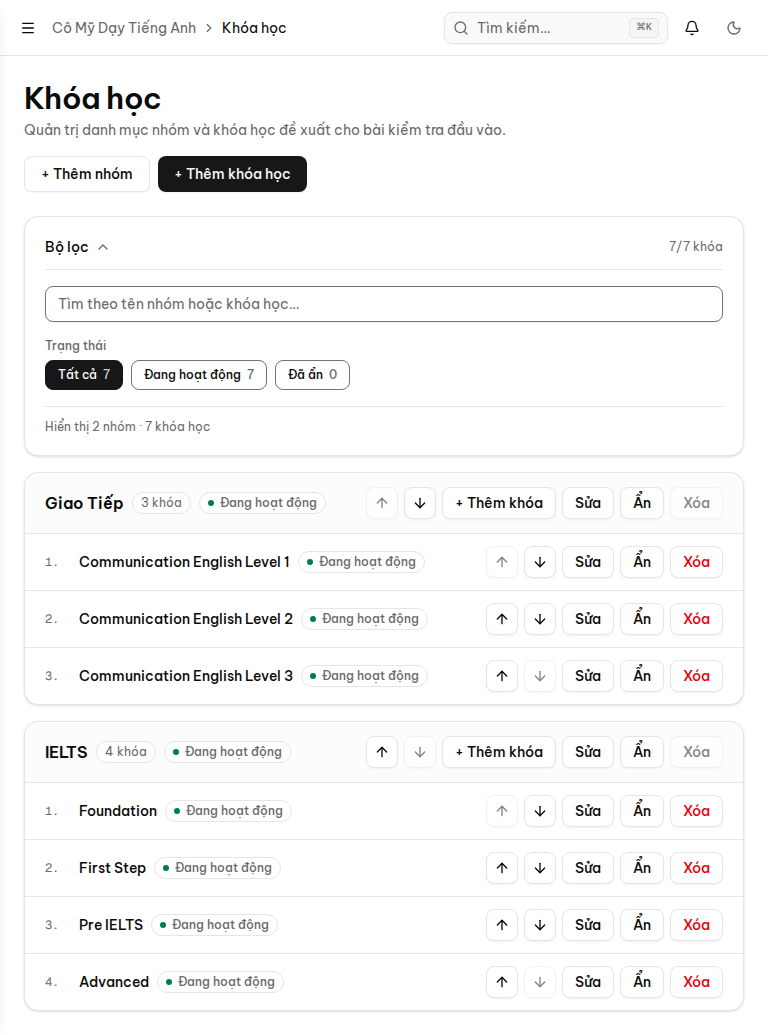 Cô Mỹ Dạy Tiếng Anh > Khóa học Tìm kiếm... ⌘K
Khóa học
Quản trị danh mục nhóm và khóa học đề xuất cho bài kiểm tra đầu vào.
+ Thêm nhóm + Thêm khóa học
Bộ lọc 7/7 khóa
Tìm theo tên nhóm hoặc khóa học...
Trạng thái
Tất cả 7 Đang hoạt động 7 Đã ẩn 0
Hiển thị 2 nhóm · 7 khóa học
Giao Tiếp 3 khóa Đang hoạt động ↑ ↓ + Thêm khóa Sửa Ẩn Xóa
1. Communication English Level 1 Đang hoạt động ↑ ↓ Sửa Ẩn Xóa
2. Communication English Level 2 Đang hoạt động ↑ ↓ Sửa Ẩn Xóa
3. Communication English Level 3 Đang hoạt động ↑ ↓ Sửa Ẩn Xóa
IELTS 4 khóa Đang hoạt động ↑ ↓ + Thêm khóa Sửa Ẩn Xóa
1. Foundation Đang hoạt động ↑ ↓ Sửa Ẩn Xóa
2. First Step Đang hoạt động ↑ ↓ Sửa Ẩn Xóa
3. Pre IELTS Đang hoạt động ↑ ↓ Sửa Ẩn Xóa
4. Advanced Đang hoạt động ↑ ↓ Sửa Ẩn Xóa